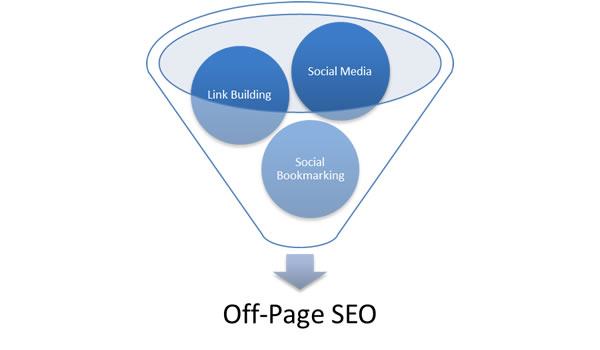 Social Media
Link Building
Social
Bookmarking
Off-Page SEO